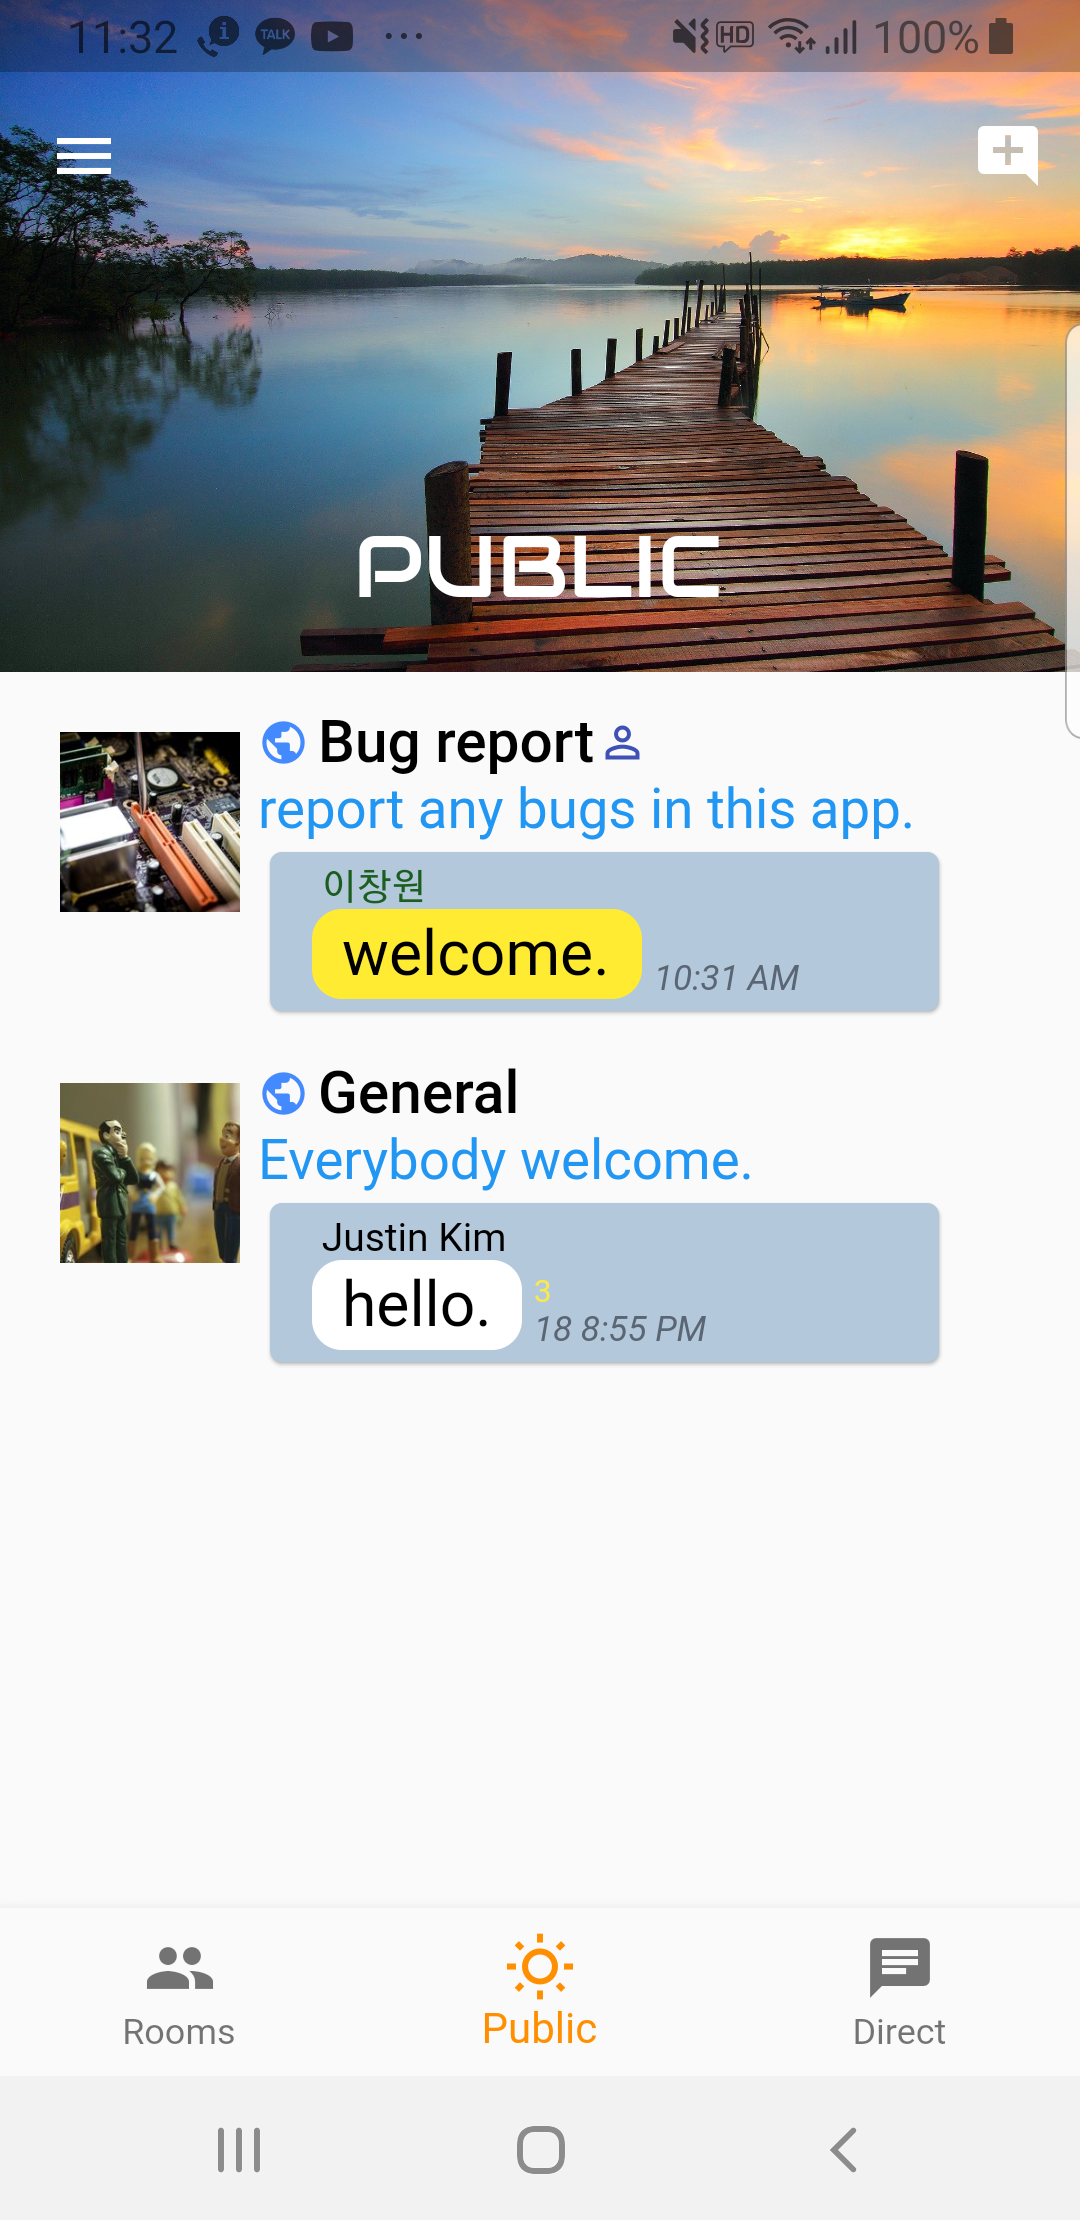 11:32 TALK HD 100%
PUBLIC
Bug report
report any bugs in this app.
이창원
welcome.
10:31 AM
General
Everybody welcome.
Justin Kim
hello.
3
18 8:55 PM
Rooms
Public
Direct